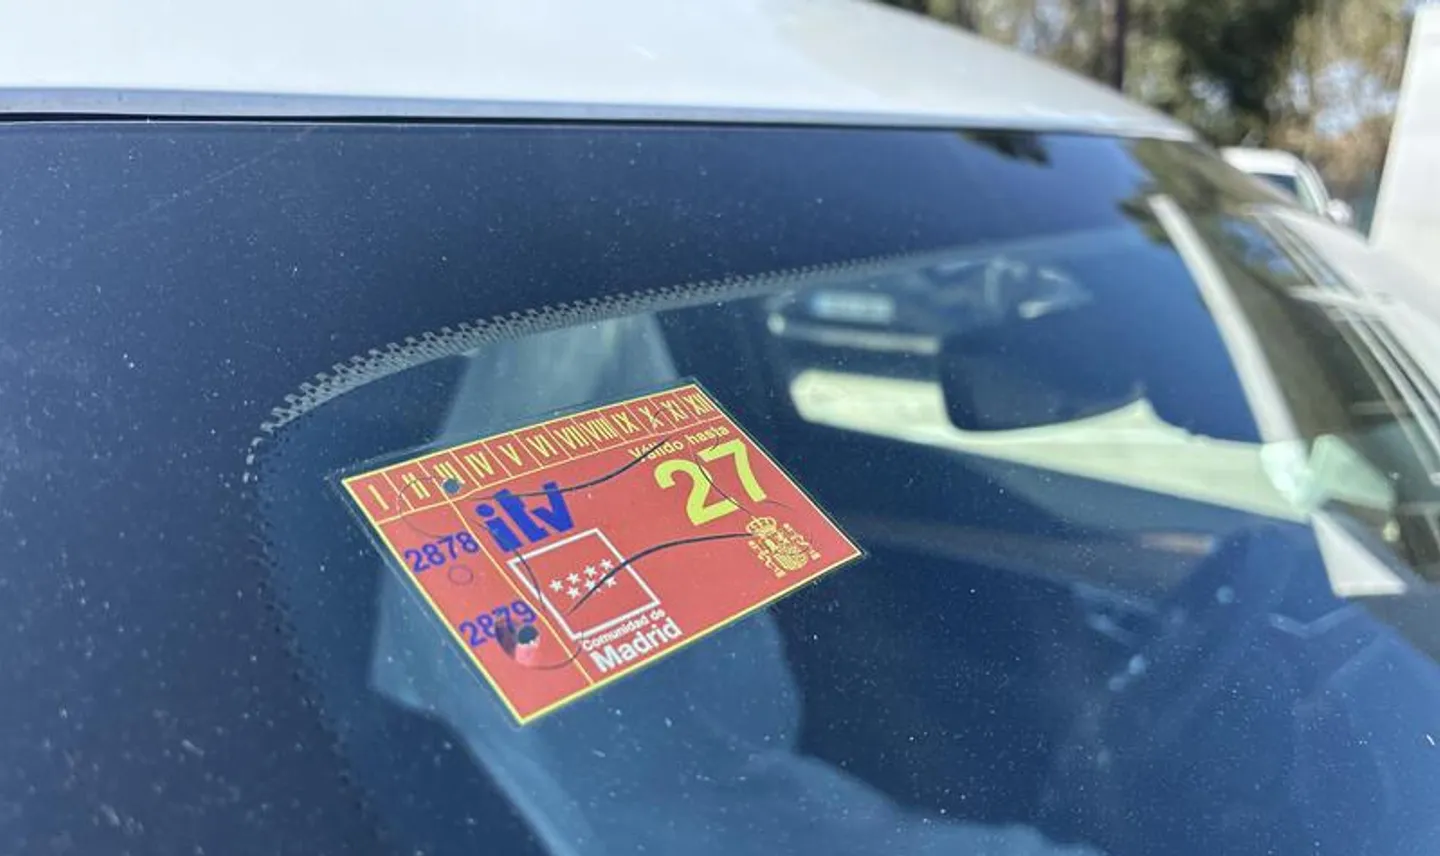 I II III IV V VI VII VIII IX X XI XII
Válido hasta
27
itv
2878
2879
Comunidad de
Madrid